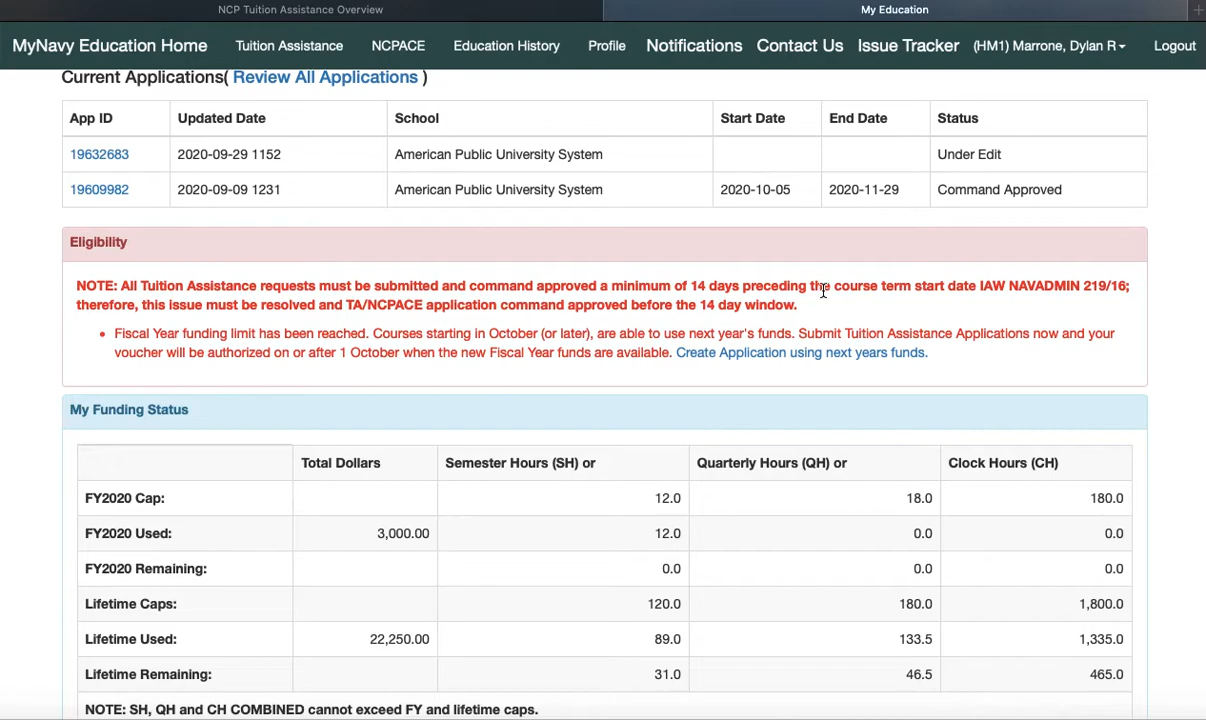 NCP Tuition Assistance Overview My Education
MyNavy Education Home Tuition Assistance NCPACE Education History Profile Notifications Contact Us Issue Tracker (HM1) Marrone, Dylan R Logout
Current Applications( Review All Applications )
App ID Updated Date School Start Date End Date Status
19632683 2020-09-29 1152 American Public University System Under Edit
19609982 2020-09-09 1231 American Public University System 2020-10-05 2020-11-29 Command Approved
Eligibility
NOTE: All Tuition Assistance requests must be submitted and command approved a minimum of 14 days preceding the course term start date IAW NAVADMIN 219/16;
therefore, this issue must be resolved and TA/NCPACE application command approved before the 14 day window.
• Fiscal Year funding limit has been reached. Courses starting in October (or later), are able to use next year's funds. Submit Tuition Assistance Applications now and your
voucher will be authorized on or after 1 October when the new Fiscal Year funds are available. Create Application using next years funds.
My Funding Status
Total Dollars Semester Hours (SH) or Quarterly Hours (QH) or Clock Hours (CH)
FY2020 Cap: 12.0 18.0 180.0
FY2020 Used: 3,000.00 12.0 0.0 0.0
FY2020 Remaining: 0.0 0.0 0.0
Lifetime Caps: 120.0 180.0 1,800.0
Lifetime Used: 22,250.00 89.0 133.5 1,335.0
Lifetime Remaining: 31.0 46.5 465.0
NOTE: SH, QH and CH COMBINED cannot exceed FY and lifetime caps.